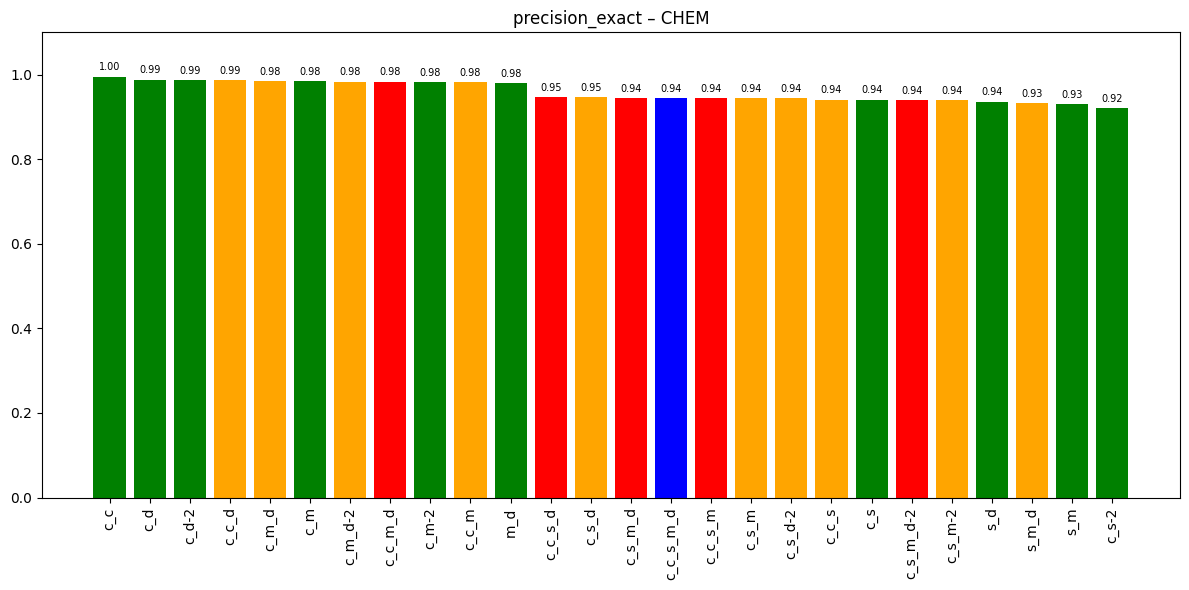 precision_exact – CHEM
1.0
0.8
0.6
0.4
0.2
0.0
1.00 0.99 0.99 0.99 0.98 0.98 0.98 0.98 0.98 0.98 0.98 0.95 0.95 0.94 0.94 0.94 0.94 0.94 0.94 0.94 0.94 0.94 0.94 0.93 0.93 0.92
c_c
c_d
c_d-2
c_c_d
c_m_d
c_m
c_m_d-2
c_c_m_d
c_m-2
c_c_m
m_d
c_c_s_d
c_s_d
c_s_m_d
c_c_s_m_d
c_c_s_m
c_s_m
c_s_d-2
c_c_s
c_s
c_s_m_d-2
c_s_m-2
s_d
s_m_d
s_m
c_s-2